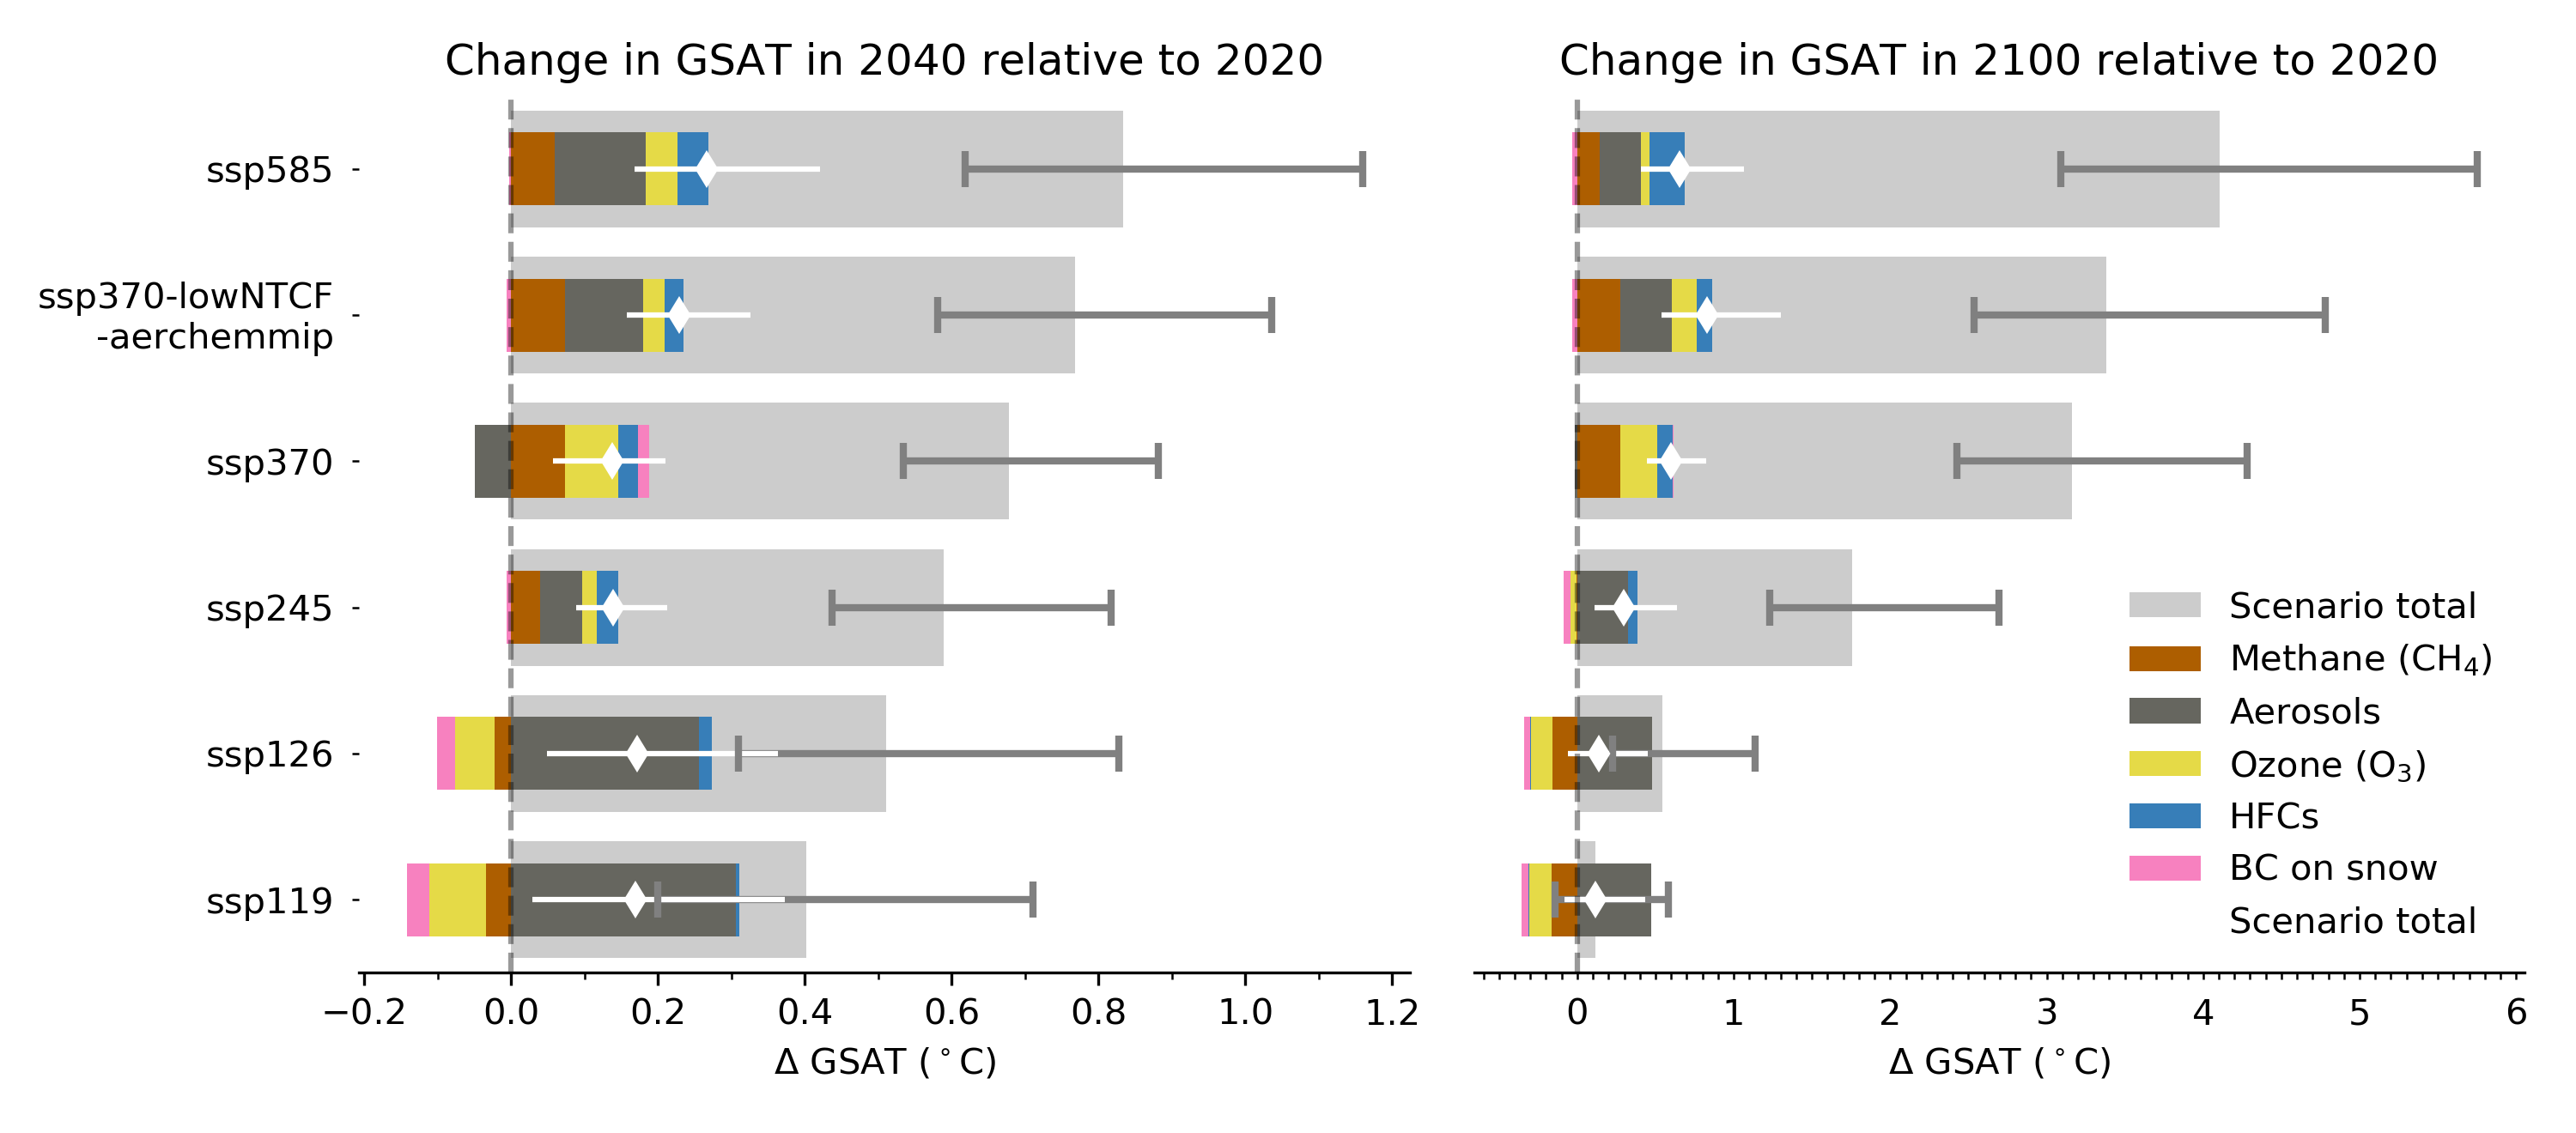 Change in GSAT in 2040 relative to 2020
Change in GSAT in 2100 relative to 2020
ssp585
ssp370-lowNTCF
-aerchemmip
ssp370
ssp245
ssp126
ssp119
−0.2 0.0 0.2 0.4 0.6 0.8 1.0 1.2
Δ GSAT (°C)
0 1 2 3 4 5 6
Δ GSAT (°C)
Scenario total
Methane (CH₄)
Aerosols
Ozone (O₃)
HFCs
BC on snow
Scenario total